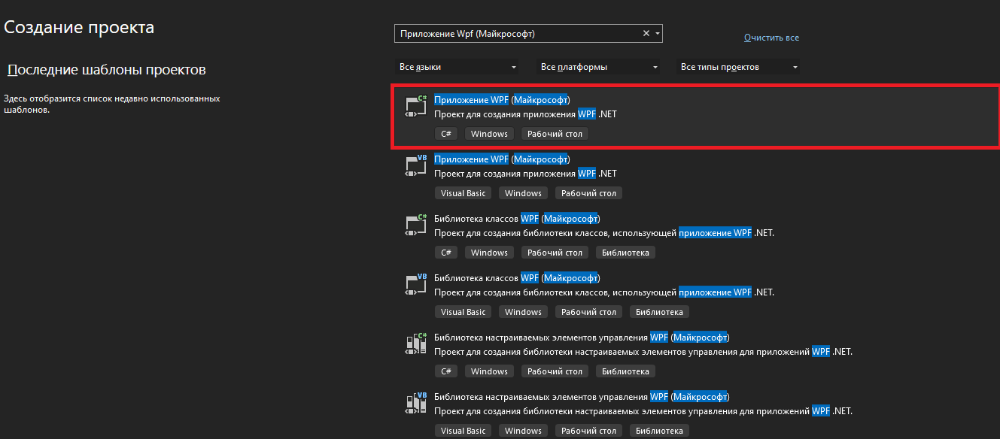 Создание проекта
Последние шаблоны проектов
Здесь отобразится список недавно использованных
шаблонов.
Приложение Wpf (Майкрософт)
Очистить все
Все языки
Все платформы
Все типы проектов
C#
Приложение WPF (Майкрософт)
Проект для создания приложения WPF .NET
C#
Windows
Рабочий стол
VB
Приложение WPF (Майкрософт)
Проект для создания приложения WPF .NET
Visual Basic
Windows
Рабочий стол
C#
Библиотека классов WPF (Майкрософт)
Проект для создания библиотеки классов, использующей приложение WPF .NET.
C#
Windows
Рабочий стол
Библиотека
VB
Библиотека классов WPF (Майкрософт)
Проект для создания библиотеки классов, использующей приложение WPF .NET.
Visual Basic
Windows
Рабочий стол
Библиотека
C#
Библиотека настраиваемых элементов управления WPF (Майкрософт)
Проект для создания библиотеки настраиваемых элементов управления для приложений WPF .NET.
C#
Windows
Рабочий стол
Библиотека
VB
Библиотека настраиваемых элементов управления WPF (Майкрософт)
Проект для создания библиотеки настраиваемых элементов управления для приложений WPF .NET.
Visual Basic
Windows
Рабочий стол
Библиотека